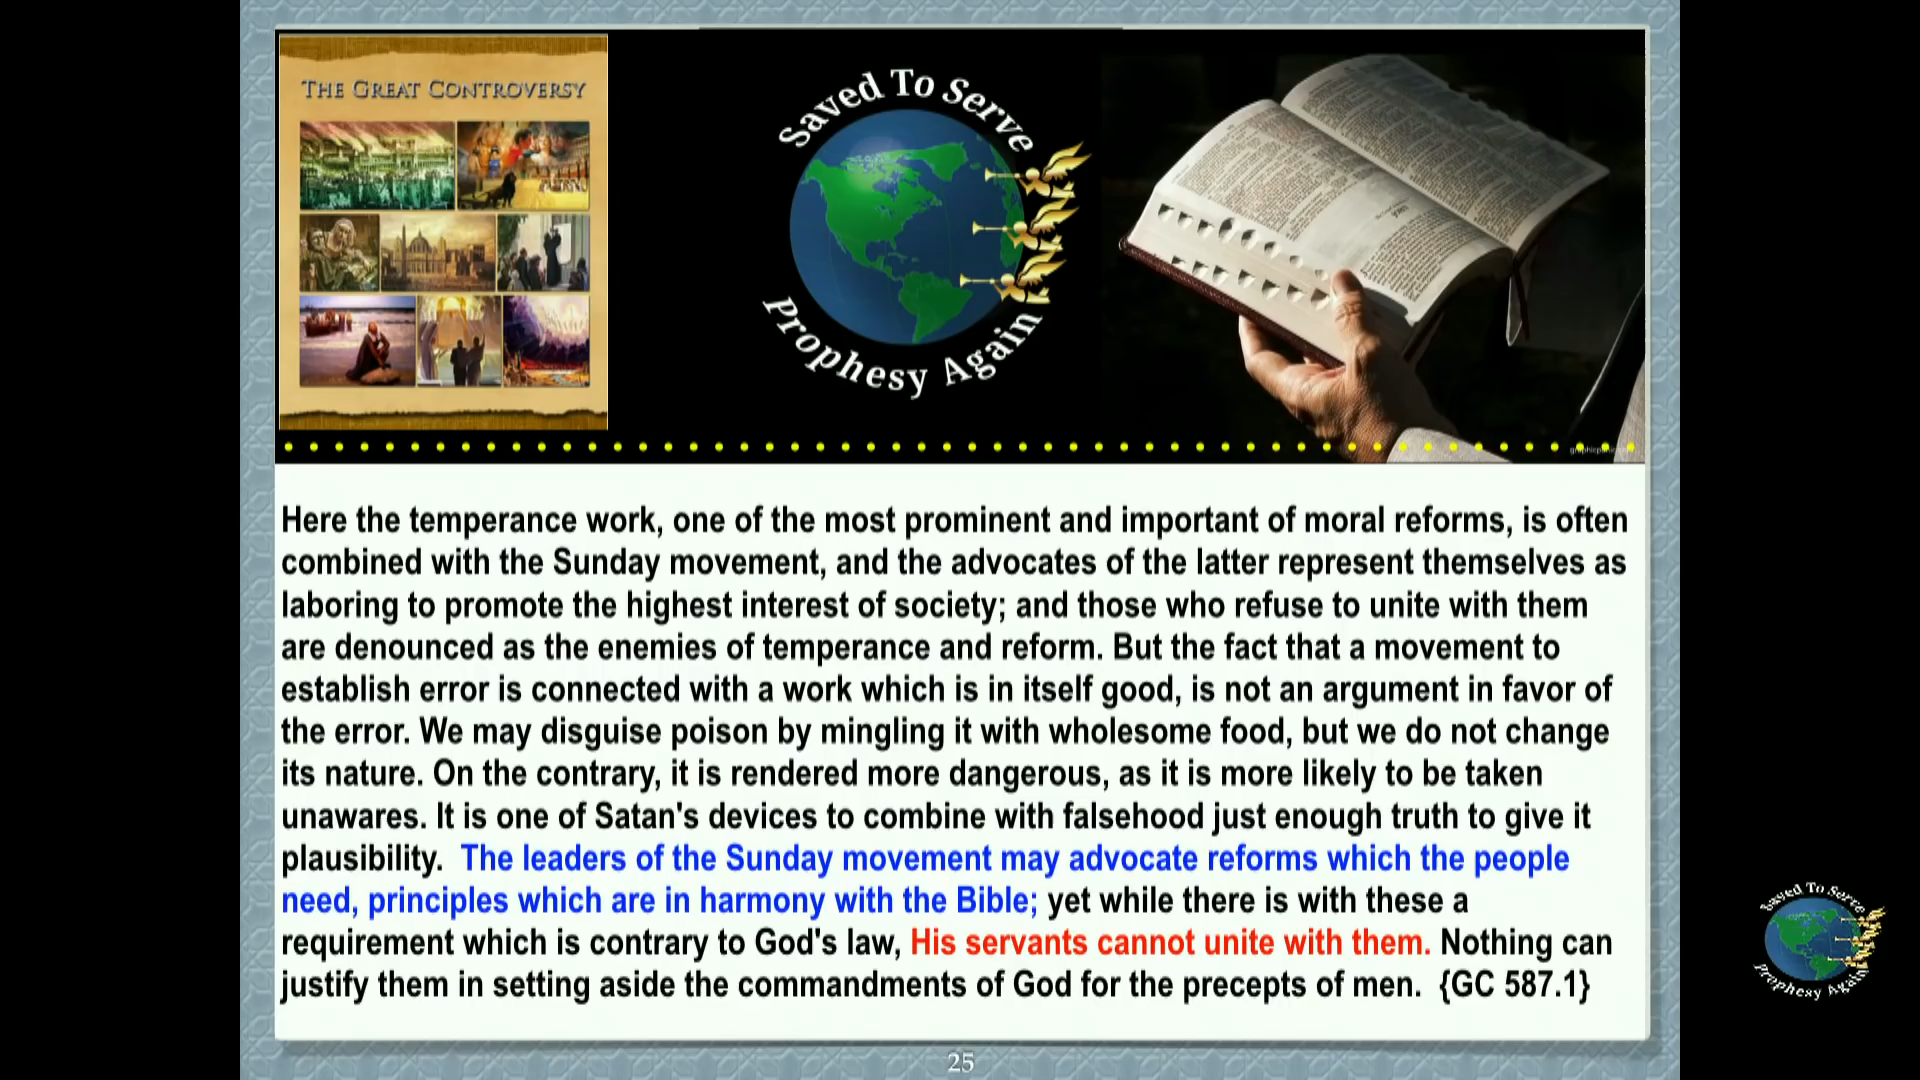 THE GREAT CONTROVERSY
Saved To Serve
Prophesy Again
Here the temperance work, one of the most prominent and important of moral reforms, is often
combined with the Sunday movement, and the advocates of the latter represent themselves as
laboring to promote the highest interest of society; and those who refuse to unite with them
are denounced as the enemies of temperance and reform. But the fact that a movement to
establish error is connected with a work which is in itself good, is not an argument in favor of
the error. We may disguise poison by mingling it with wholesome food, but we do not change
its nature. On the contrary, it is rendered more dangerous, as it is more likely to be taken
unawares. It is one of Satan's devices to combine with falsehood just enough truth to give it
plausibility.  The leaders of the Sunday movement may advocate reforms which the people
need, principles which are in harmony with the Bible; yet while there is with these a
requirement which is contrary to God's law, His servants cannot unite with them. Nothing can
justify them in setting aside the commandments of God for the precepts of men.  {GC 587.1}
25
Saved To Serve
Prophesy Again